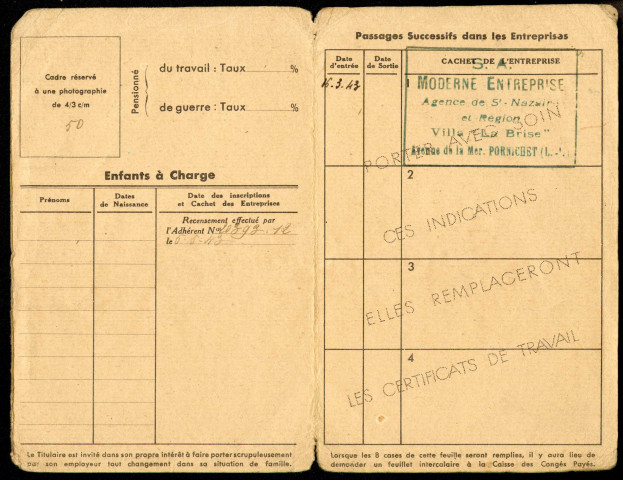 Cadre réservé
à une photographie
de 4/3 c/m
50
Pensionné
du travail : Taux %
de guerre : Taux %
Enfants à Charge
Prénoms
Dates
de Naissance
Date des inscriptions
et Cachet des Entreprises
Recensement effectué par
l'Adhérent N°
le 3-5-43
Le Titulaire est invité dans son propre intérêt à faire porter scrupuleusement
par son employeur tout changement dans sa situation de famille.
Passages Successifs dans les Entreprises
Date
d'entrée
Date
de Sortie
CACHET DE L'ENTREPRISE
16.3.43
1
S. A.
MODERNE ENTREPRISE
Agence de St-Nazaire
et Région
Villa "La Brise"
Avenue de la Mer. PORNICHET
PORTER AVEC SOIN
2
CES INDICATIONS
3
ELLES REMPLACERONT
4
LES CERTIFICATS DE TRAVAIL
Lorsque les 8 cases de cette feuille seront remplies, il y aura lieu de
demander un feuillet intercalaire à la Caisse des Congés Payés.